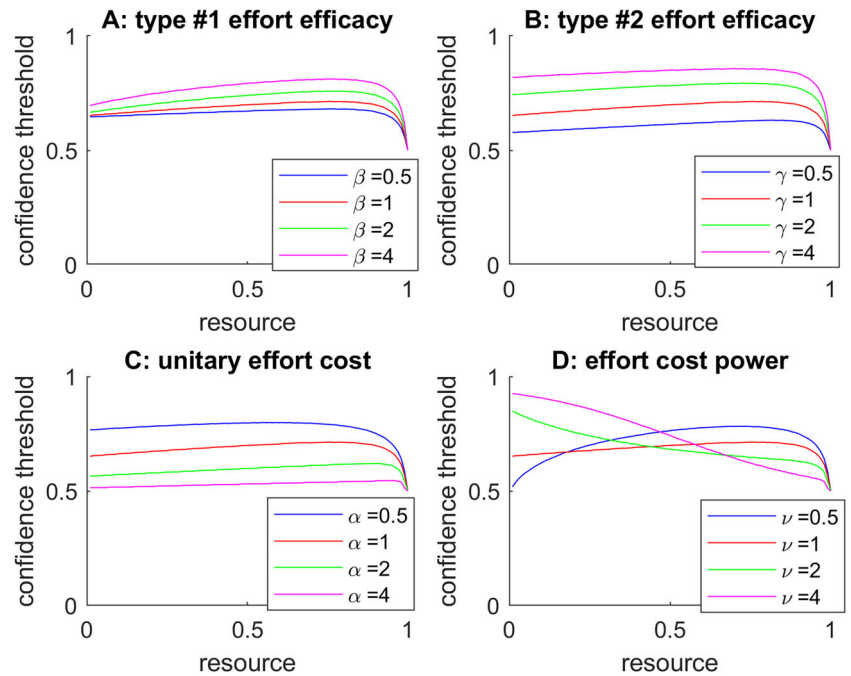 A: type #1 effort efficacy
confidence threshold
1
0.5
0
0
0.5
1
resource
β =0.5
β =1
β =2
β =4
B: type #2 effort efficacy
confidence threshold
1
0.5
0
0
0.5
1
resource
γ =0.5
γ =1
γ =2
γ =4
C: unitary effort cost
confidence threshold
1
0.5
0
0
0.5
1
resource
α =0.5
α =1
α =2
α =4
D: effort cost power
confidence threshold
1
0.5
0
0
0.5
1
resource
ν =0.5
ν =1
ν =2
ν =4